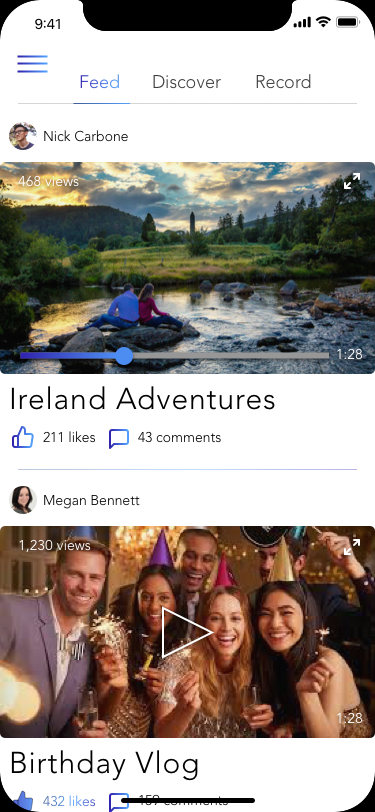 9:41
Feed Discover Record
Nick Carbone
468 views
1:28
Ireland Adventures
211 likes 43 comments
Megan Bennett
1,230 views
1:28
Birthday Vlog
432 likes 159 comments